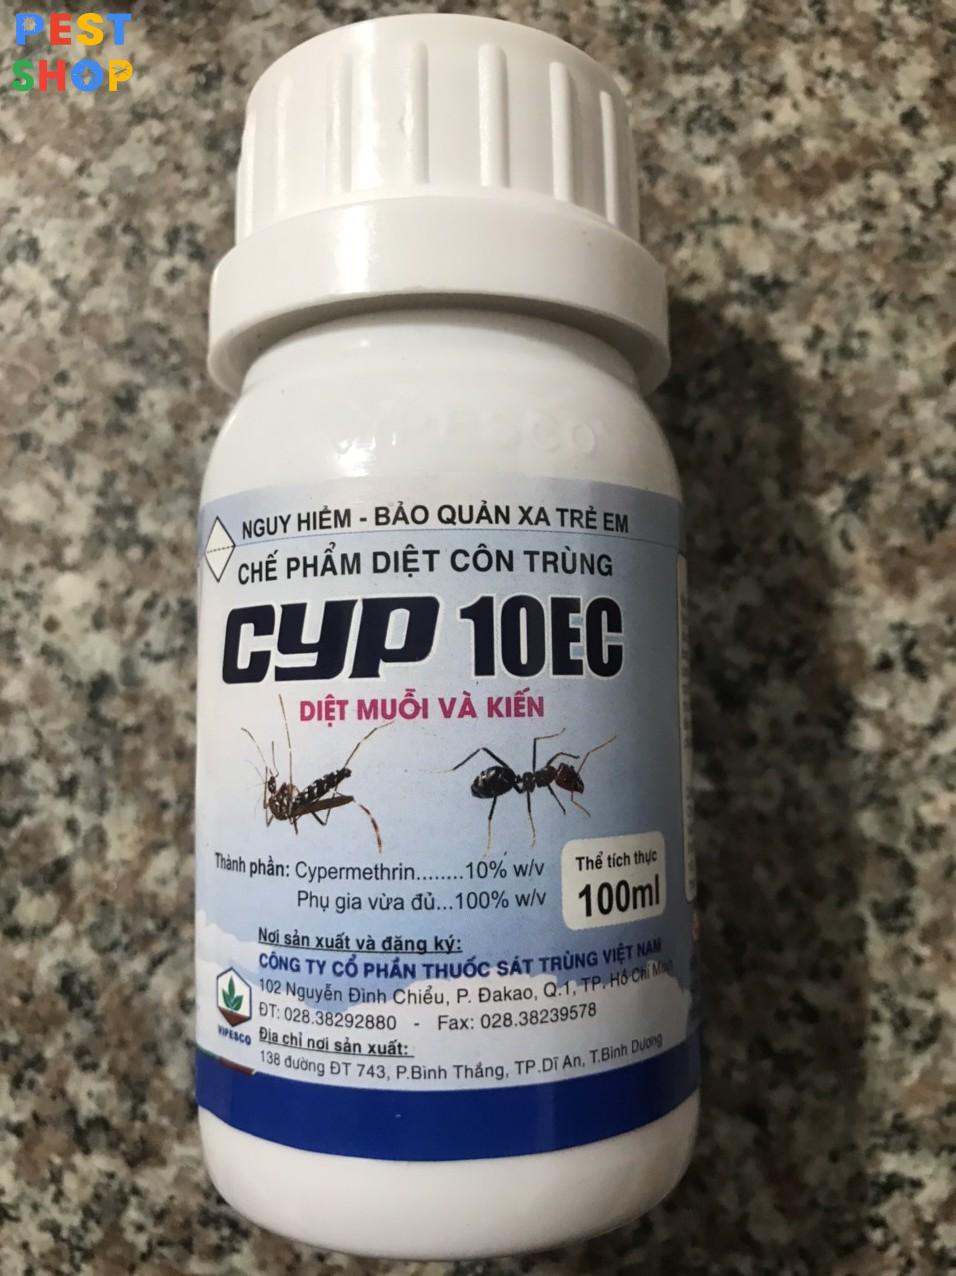 PEST
SHOP
VIPESCO
NGUY HIỂM - BẢO QUẢN XA TRẺ EM
CHẾ PHẨM DIỆT CÔN TRÙNG
CYP 10EC
DIỆT MUỖI VÀ KIẾN
Thành phần: Cypermethrin........10% w/v
Phụ gia vừa đủ...100% w/v
Thể tích thực
100ml
Nơi sản xuất và đăng ký:
CÔNG TY CỔ PHẦN THUỐC SÁT TRÙNG VIỆT NAM
102 Nguyễn Đình Chiểu, P. Đakao, Q.1, TP. Hồ Chí Minh
ĐT: 028.38292880 - Fax: 028.38239578
VIPESCO
Địa chỉ nơi sản xuất:
138 đường ĐT 743, P.Bình Thắng, TP.Dĩ An, T.Bình Dương